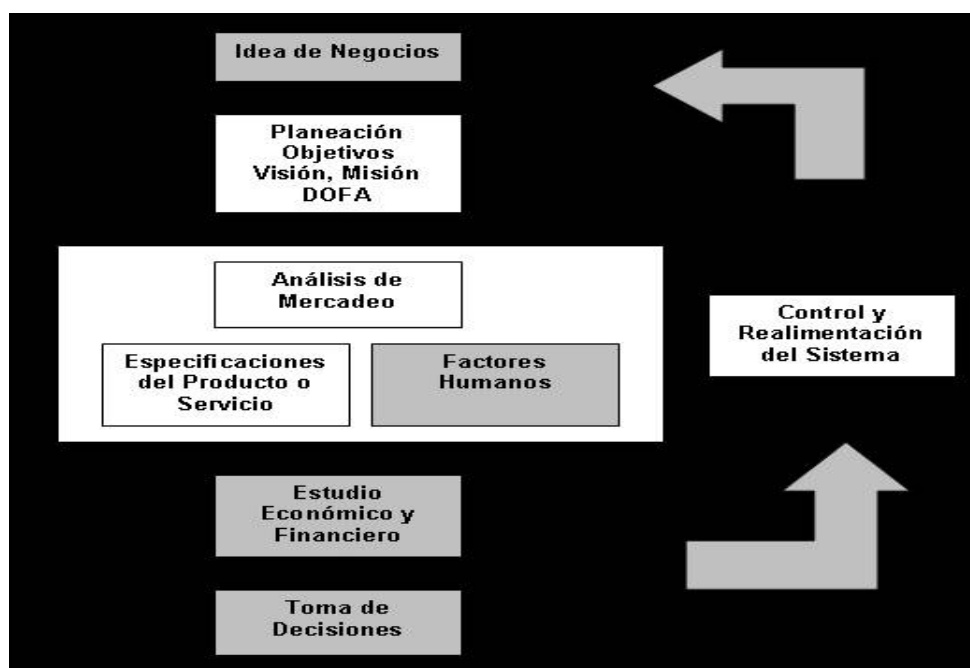 Idea de Negocios
Planeación
Objetivos
Visión, Misión
DOFA
Análisis de
Mercadeo
Especificaciones
del Producto o
Servicio
Factores
Humanos
Control y
Realimentación
del Sistema
Estudio
Económico y
Financiero
Toma de
Decisiones